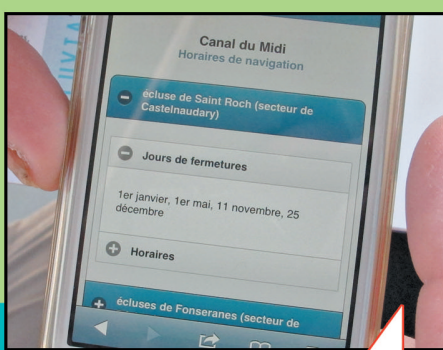 Canal du Midi
Horaires de navigation
écluse de Saint Roch (secteur de
Castelnaudary)
Jours de fermetures
1er janvier, 1er mai, 11 novembre, 25
décembre
Horaires
écluses de Fonseranes (secteur de